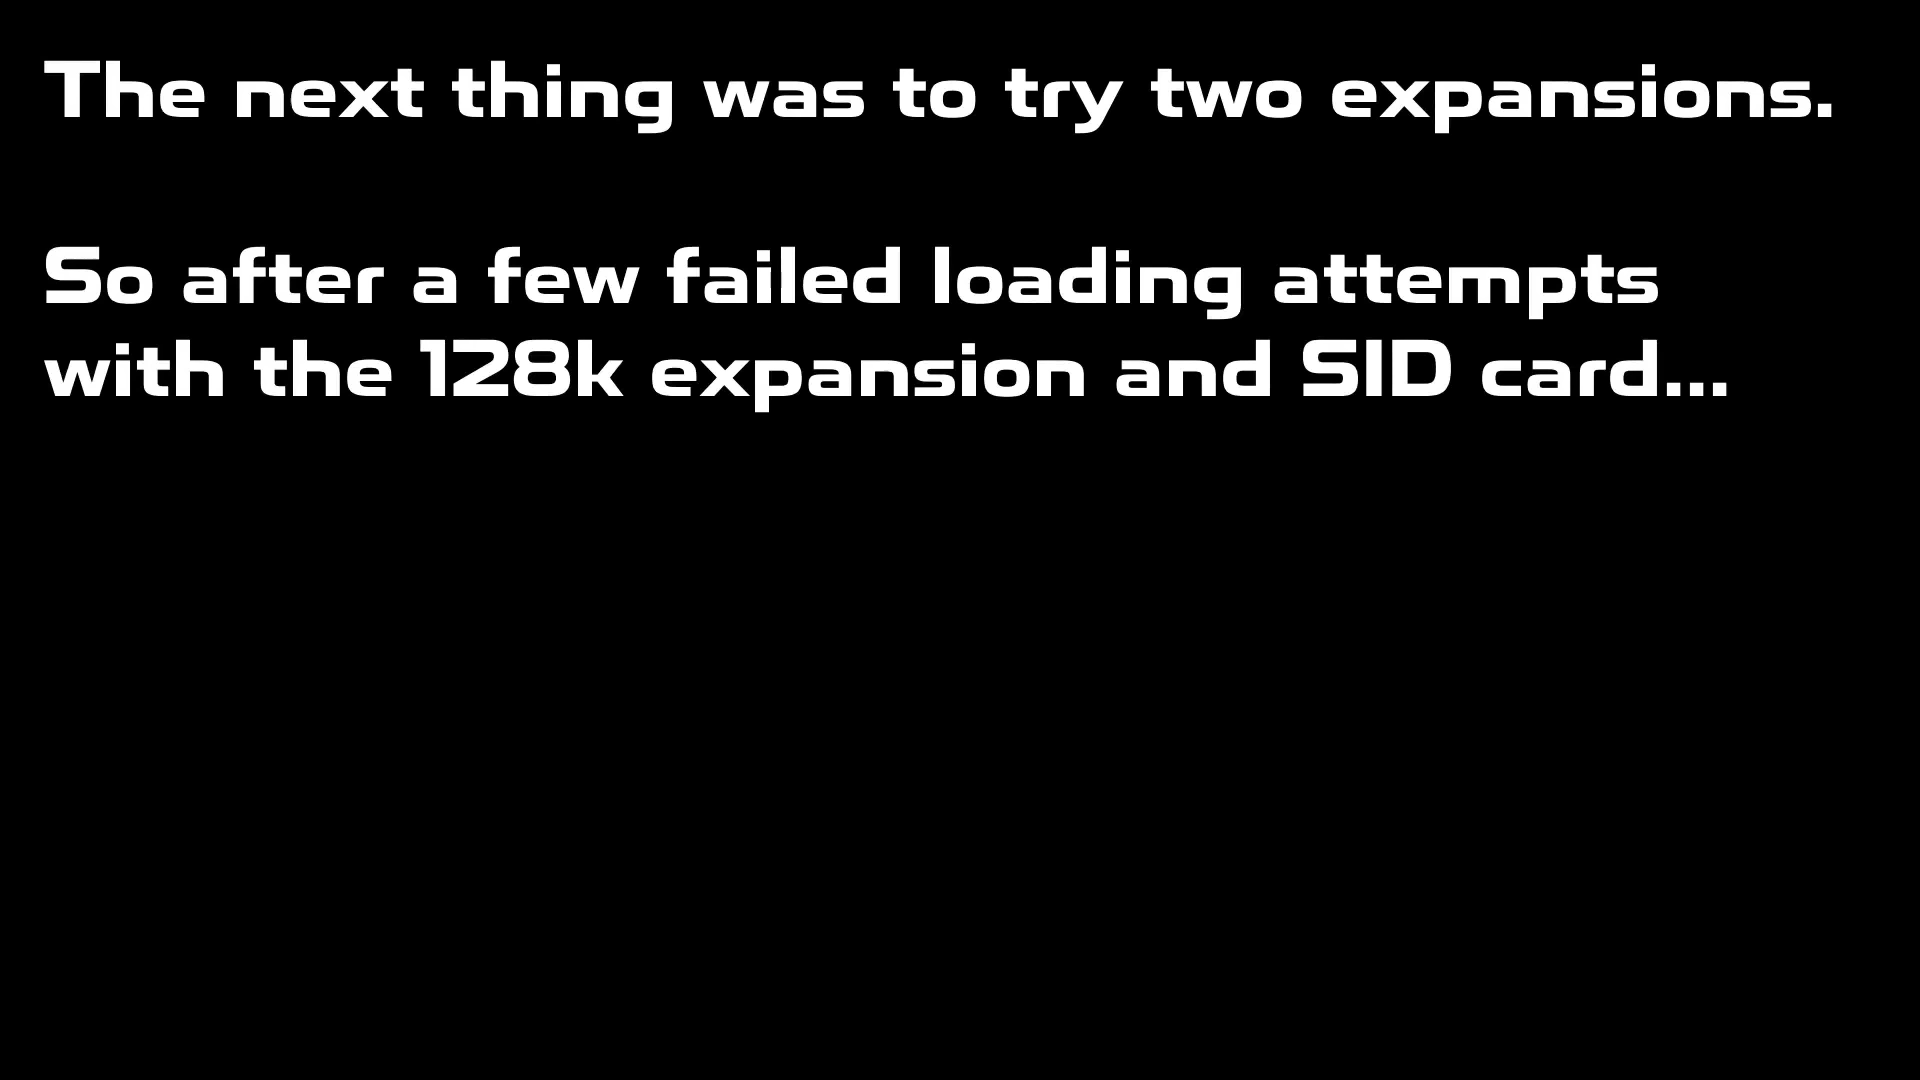 The next thing was to try two expansions.
So after a few failed loading attempts
with the 128k expansion and SID card...